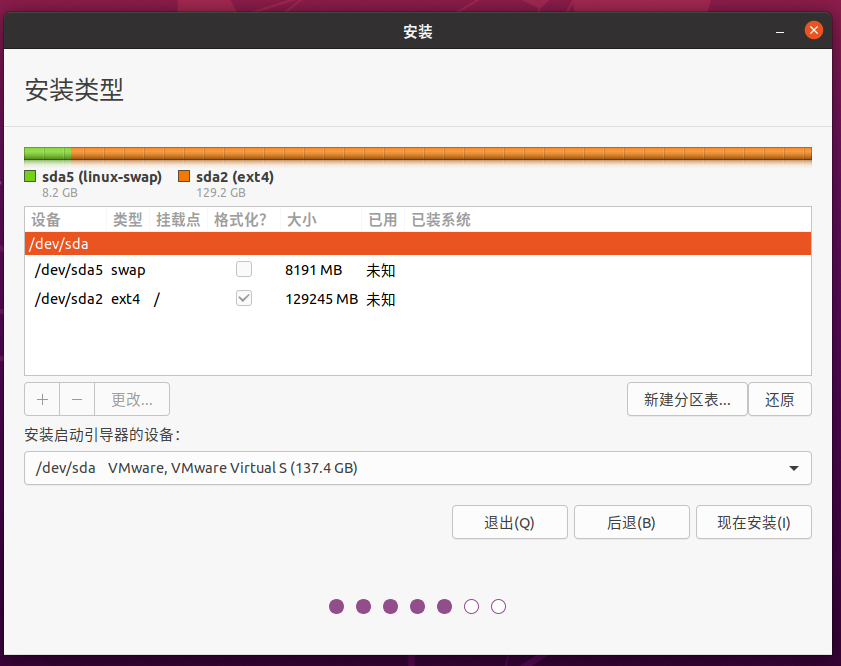 安装
安装类型
sda5 (linux-swap) sda2 (ext4)
8.2 GB 129.2 GB
设备 类型 挂载点 格式化? 大小 已用 已装系统
/dev/sda
/dev/sda5 swap 8191 MB 未知
/dev/sda2 ext4 / 129245 MB 未知
+ − 更改... 新建分区表... 还原
安装启动引导器的设备:
/dev/sda VMware, VMware Virtual S (137.4 GB)
退出(Q) 后退(B) 现在安装(I)